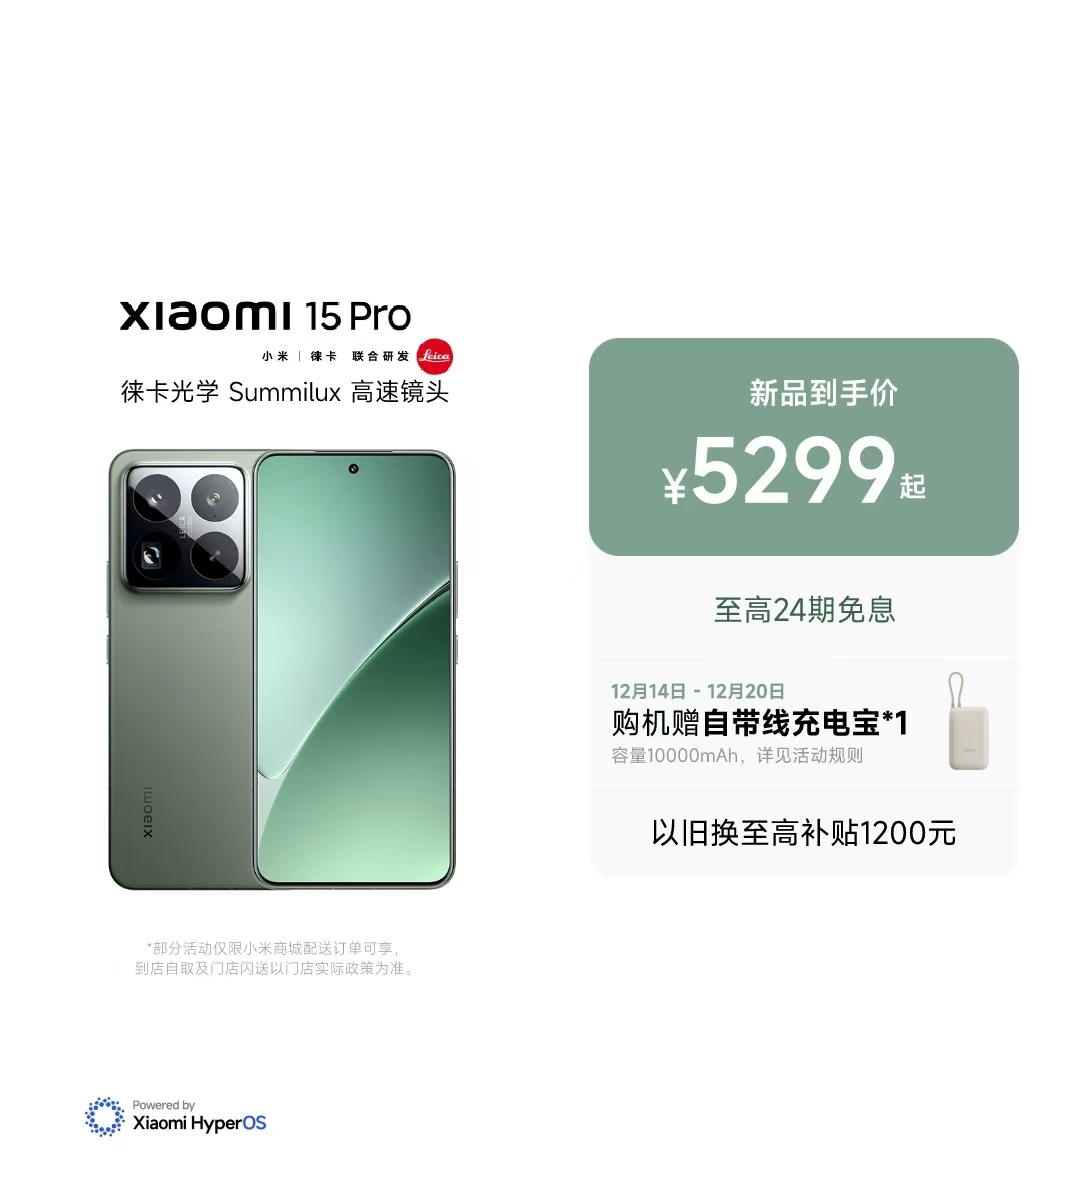 xiaomi 15 Pro
小米 | 徕卡 联合研发 Leica
徕卡光学 Summilux 高速镜头
LEICA
xiaomi
*部分活动仅限小米商城配送订单可享，
到店自取及门店闪送以门店实际政策为准。
新品到手价
¥5299起
至高24期免息
12月14日 - 12月20日
购机赠自带线充电宝*1
容量10000mAh，详见活动规则
以旧换至高补贴1200元
Powered by
Xiaomi HyperOS